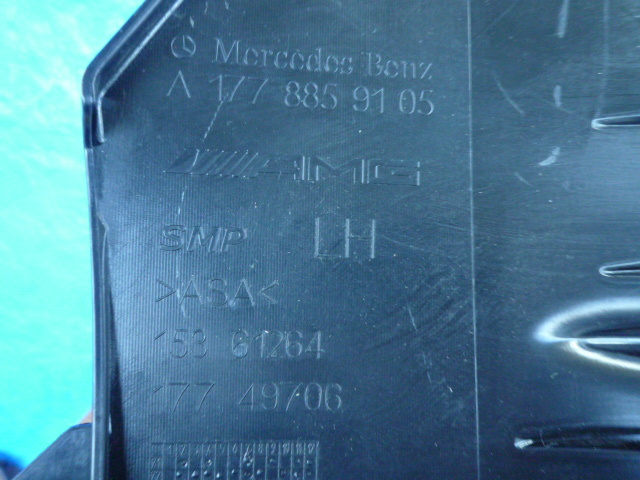 Mercedes Benz
A 177 885 91 05
AMG
SMP LH
>ASA<
153 61264
177 49706